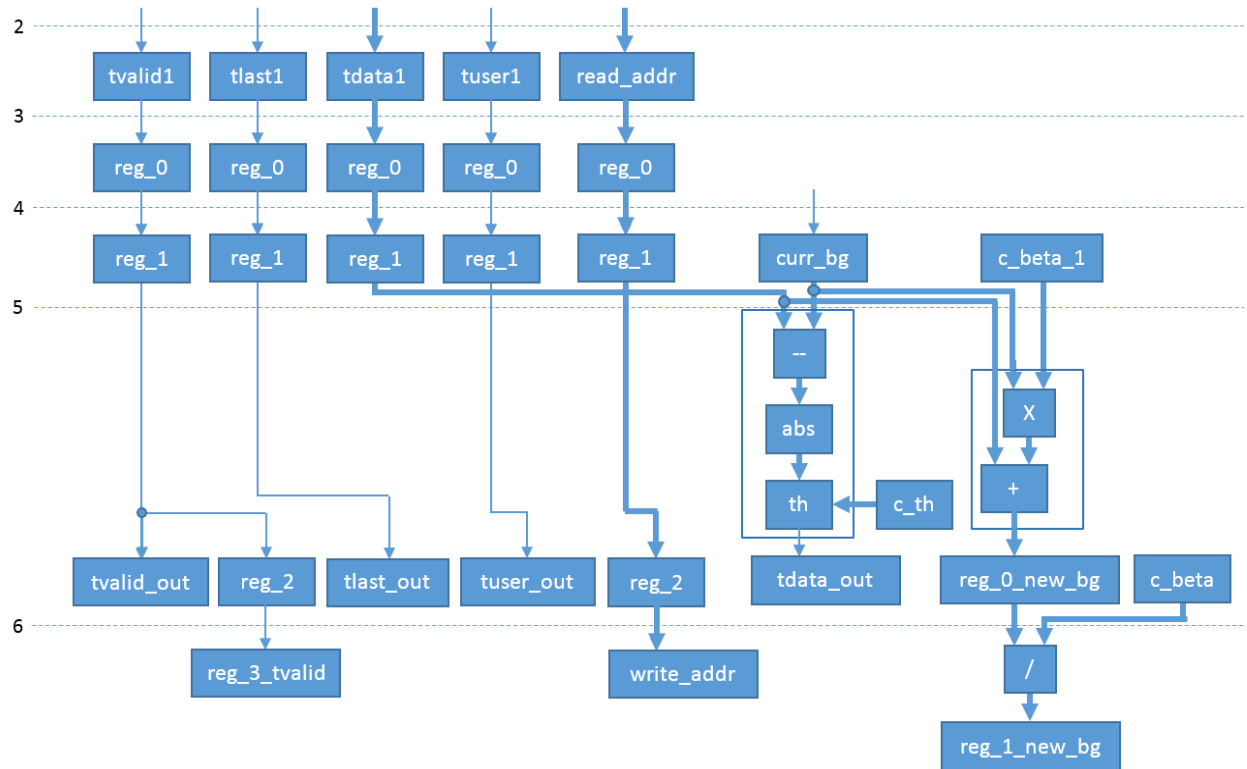 2
tvalid1 tlast1 tdata1 tuser1 read_addr
3
reg_0 reg_0 reg_0 reg_0 reg_0
4
reg_1 reg_1 reg_1 reg_1 reg_1 curr_bg c_beta_1
5
--
X
abs
+
th c_th
tvalid_out reg_2 tlast_out tuser_out reg_2 tdata_out reg_0_new_bg c_beta
6
reg_3_tvalid write_addr /
reg_1_new_bg